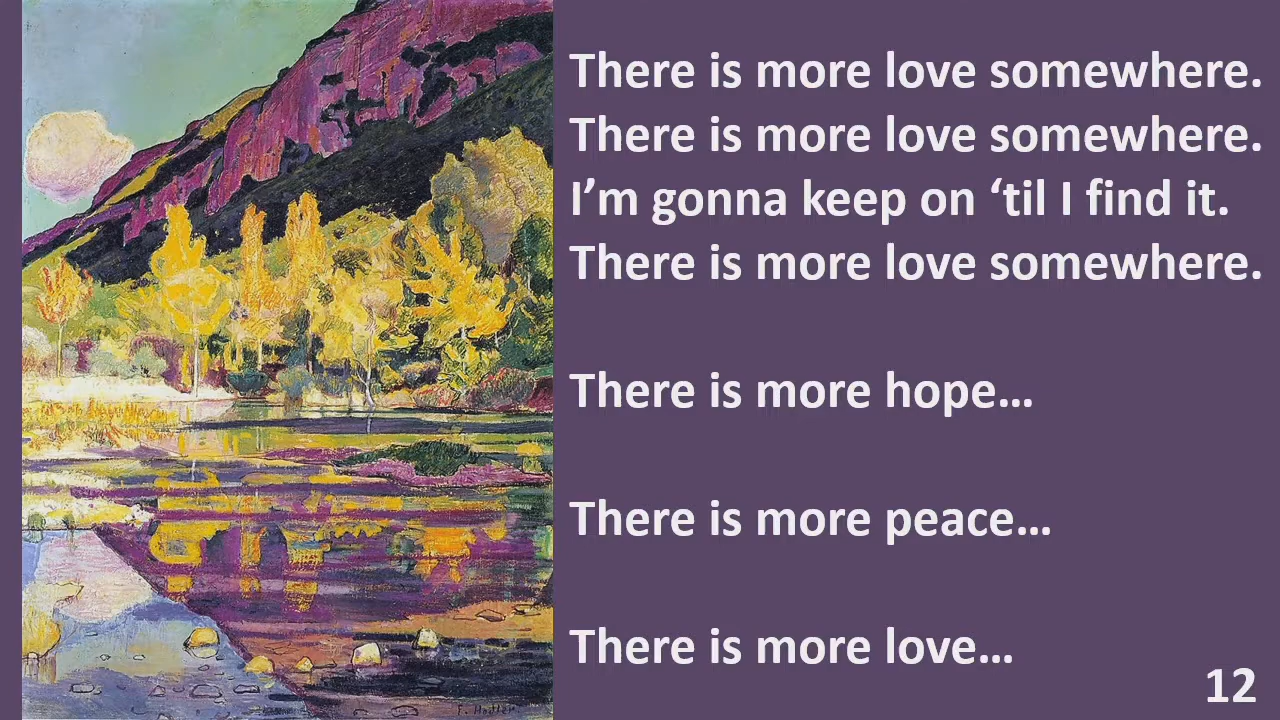 There is more love somewhere.
There is more love somewhere.
I’m gonna keep on ‘til I find it.
There is more love somewhere.
There is more hope…
There is more peace…
There is more love…
12
F. Hodler